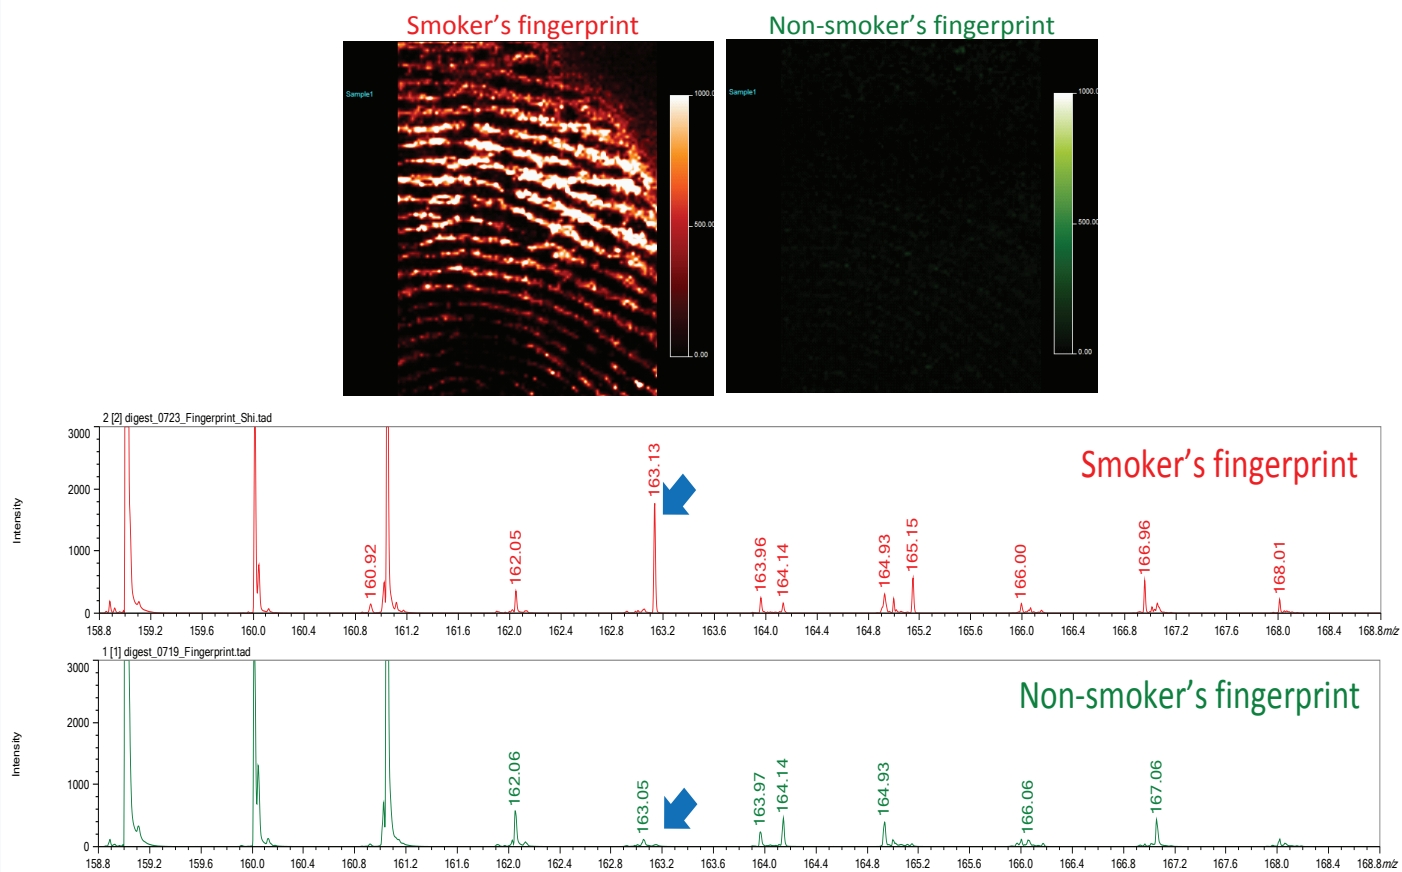 Smoker's fingerprint
Non-smoker's fingerprint
Sample1
1000.0
500.00
0.00
Sample1
1000.0
500.00
0.00
2 [2] digest_0723_Fingerprint_Shi.tad
Smoker's fingerprint
Intensity
3000
2000
1000
0
160.92
162.05
163.13
163.96
164.14
164.93
165.15
166.00
166.96
168.01
158.8 159.2 159.6 160.0 160.4 160.8 161.2 161.6 162.0 162.4 162.8 163.2 163.6 164.0 164.4 164.8 165.2 165.6 166.0 166.4 166.8 167.2 167.6 168.0 168.4 168.8 m/z
1 [1] digest_0719_Fingerprint.tad
Non-smoker's fingerprint
Intensity
3000
2000
1000
0
162.06
163.05
163.97
164.14
164.93
166.06
167.06
158.8 159.2 159.6 160.0 160.4 160.8 161.2 161.6 162.0 162.4 162.8 163.2 163.6 164.0 164.4 164.8 165.2 165.6 166.0 166.4 166.8 167.2 167.6 168.0 168.4 168.8 m/z